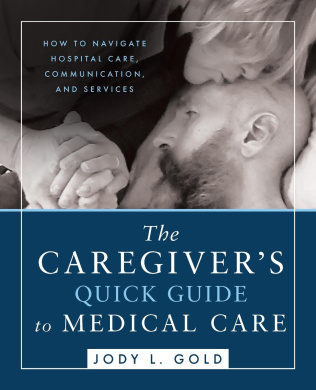 HOW TO NAVIGATE
HOSPITAL CARE,
COMMUNICATION,
AND SERVICES
The
CAREGIVER'S
QUICK GUIDE
to MEDICAL CARE
JODY L. GOLD